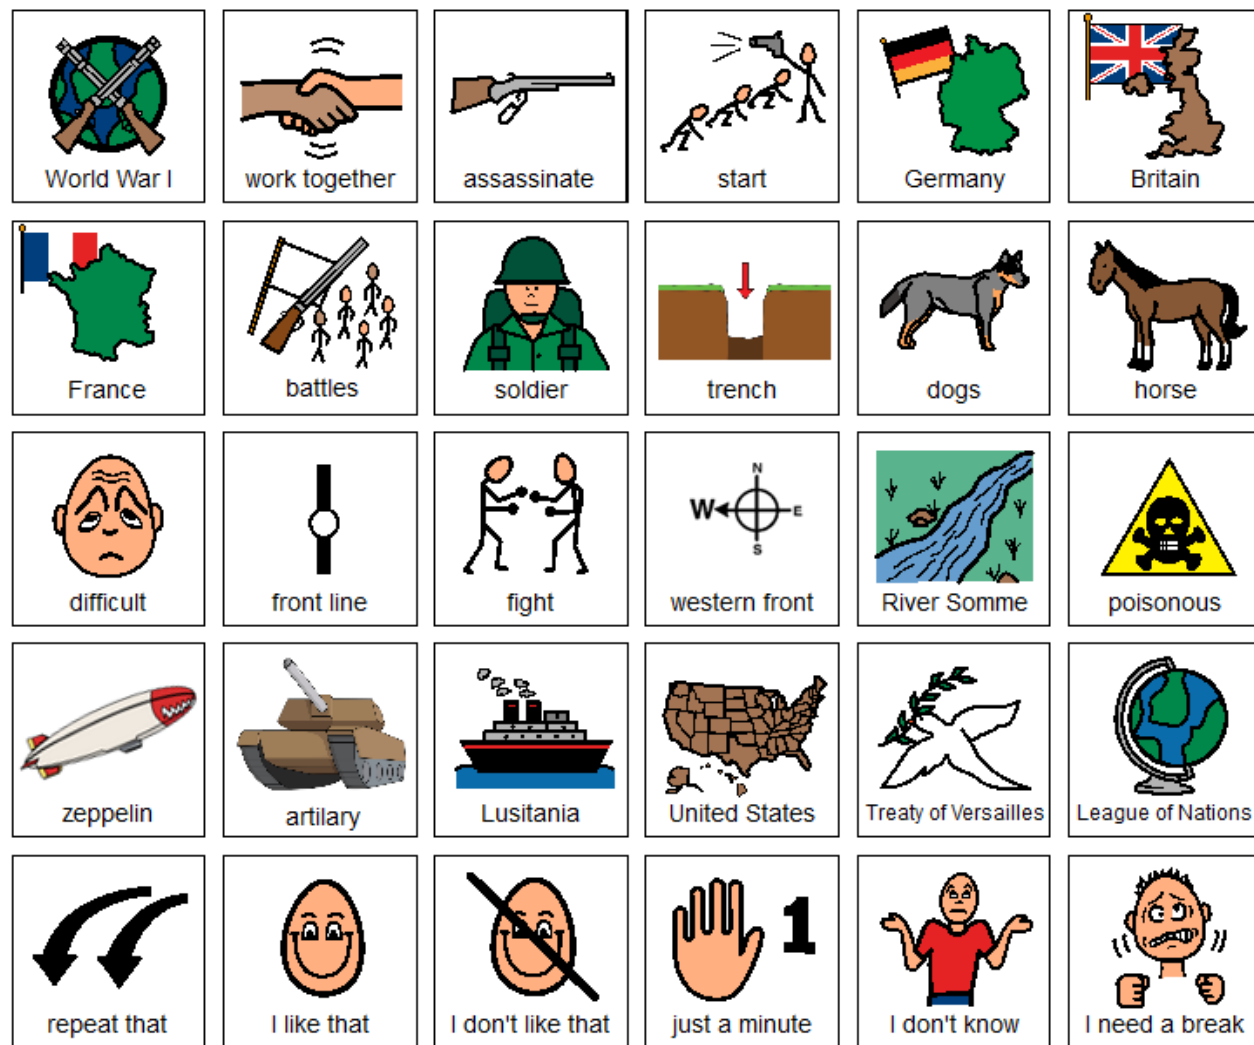 World War I
work together
assassinate
start
Germany
Britain
France
battles
soldier
trench
dogs
horse
difficult
front line
fight
N
W
E
S
western front
River Somme
poisonous
zeppelin
artilary
Lusitania
United States
Treaty of Versailles
League of Nations
repeat that
I like that
I don't like that
1
just a minute
I don't know
I need a break